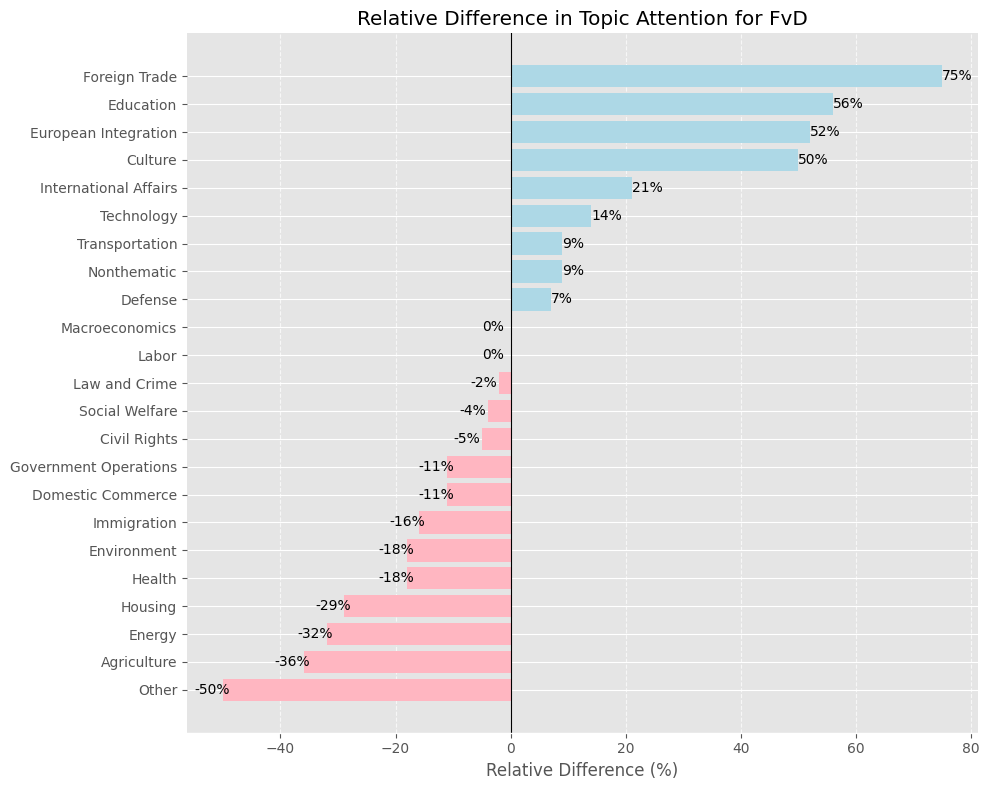 Relative Difference in Topic Attention for FvD
Foreign Trade 75%
Education 56%
European Integration 52%
Culture 50%
International Affairs 21%
Technology 14%
Transportation 9%
Nonthematic 9%
Defense 7%
Macroeconomics 0%
Labor 0%
Law and Crime -2%
Social Welfare -4%
Civil Rights -5%
Government Operations -11%
Domestic Commerce -11%
Immigration -16%
Environment -18%
Health -18%
Housing -29%
Energy -32%
Agriculture -36%
Other -50%
−40 −20 0 20 40 60 80
Relative Difference (%)